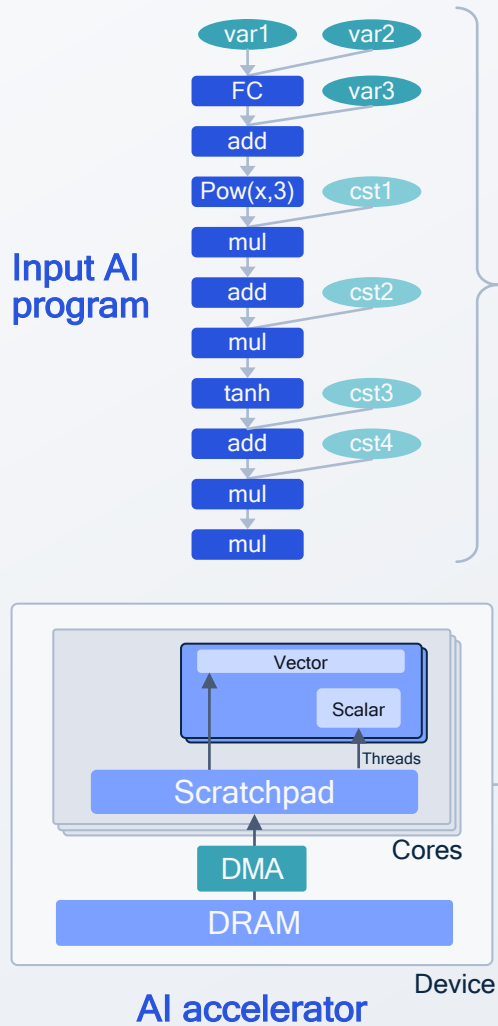 var1
var2
FC
var3
add
Pow(x,3)
cst1
mul
Input AI
program
add
cst2
mul
tanh
cst3
add
cst4
mul
mul
Vector
Scalar
Threads
Scratchpad
Cores
DMA
DRAM
Device
AI accelerator